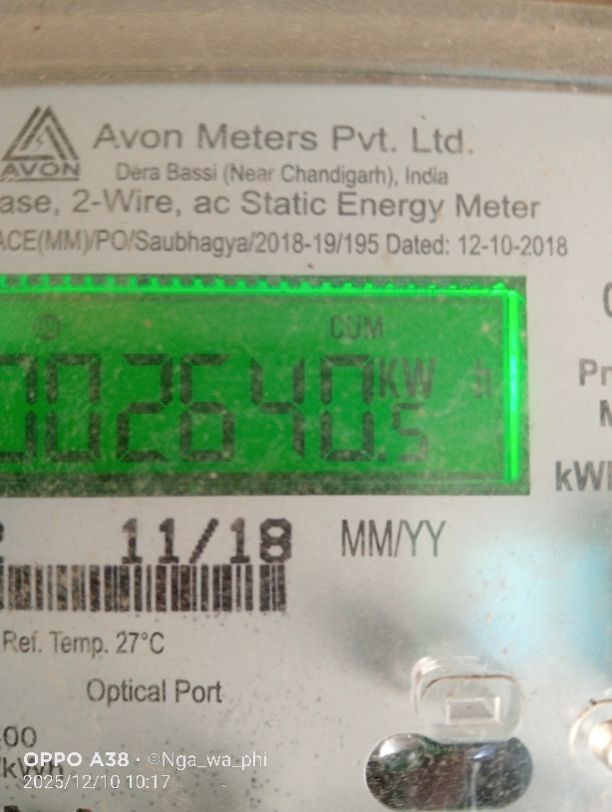 Avon Meters Pvt. Ltd.
AVON
Dera Bassi (Near Chandigarh), India
ase, 2-Wire, ac Static Energy Meter
ACE(MM)/PO/Saubhagya/2018-19/195 Dated: 12-10-2018
CUM
002640.5 KW h
Pr
kWh
11/18 MM/YY
Ref. Temp. 27°C
Optical Port
OPPO A38 · ©Nga_wa_phi
2025/12/10 10:17